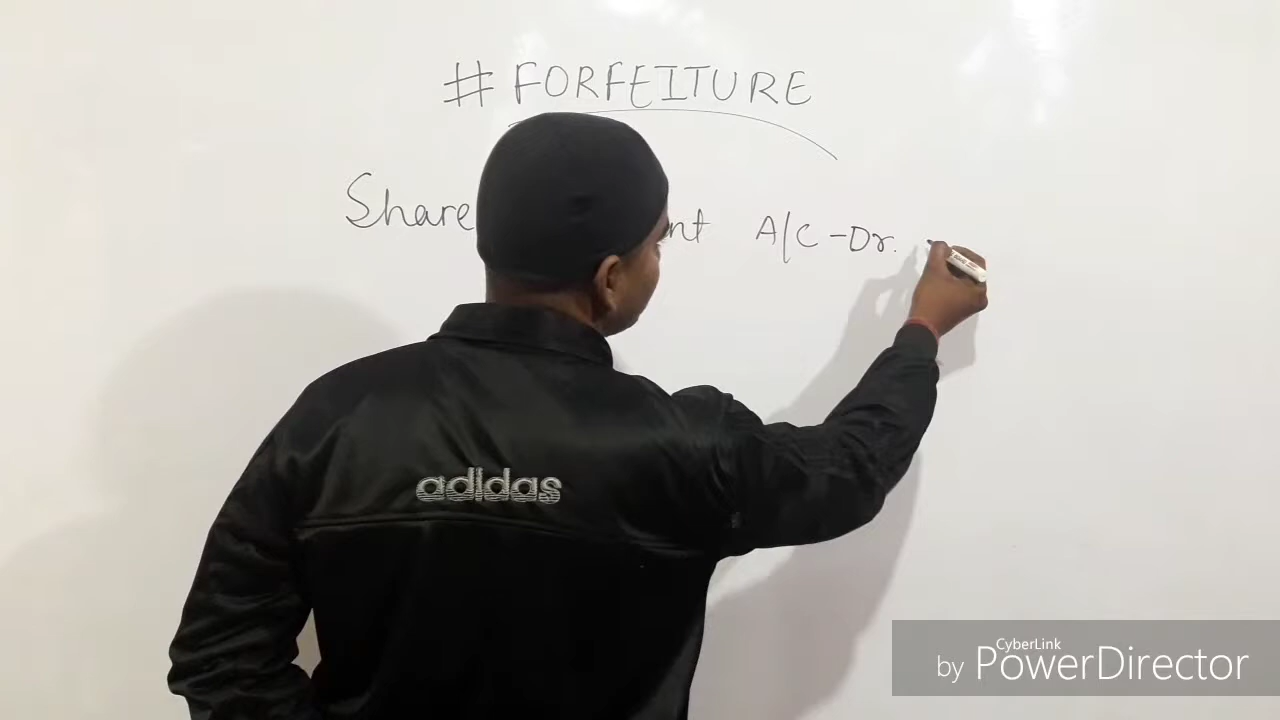 #FORFEITURE
Share nt A/C -Dr.
adidas
CyberLink
by PowerDirector